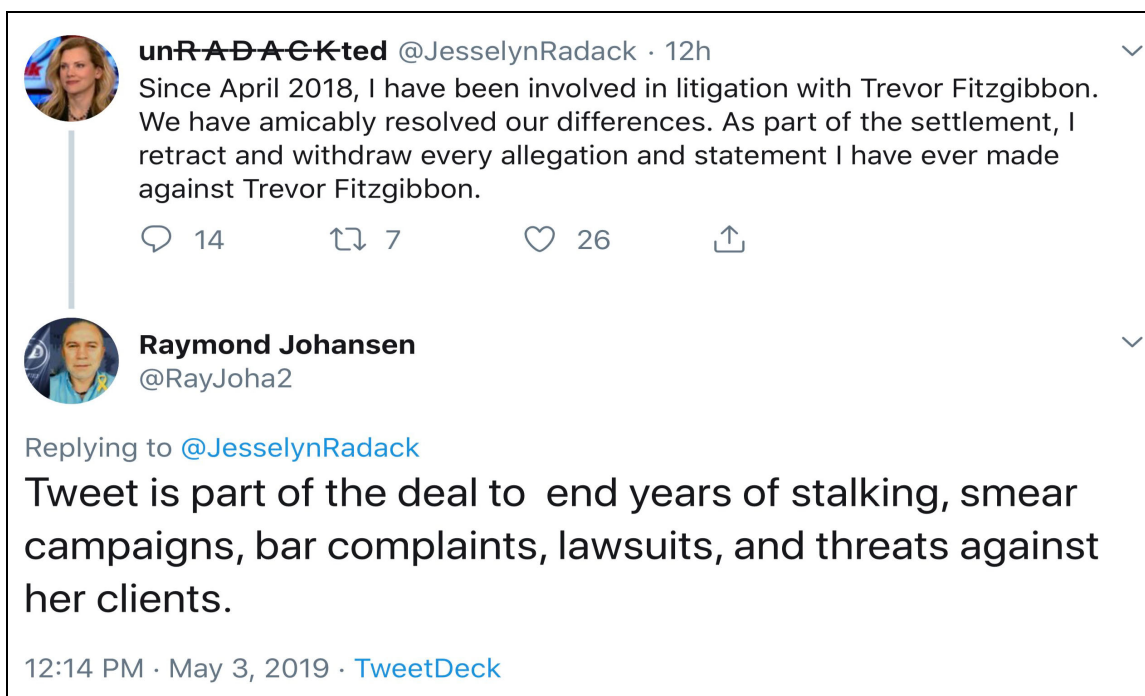 unRADACKted @JesselynRadack · 12h
Since April 2018, I have been involved in litigation with Trevor Fitzgibbon.
We have amicably resolved our differences. As part of the settlement, I
retract and withdraw every allegation and statement I have ever made
against Trevor Fitzgibbon.
14 7 26
Raymond Johansen
@RayJoha2
Replying to @JesselynRadack
Tweet is part of the deal to  end years of stalking, smear
campaigns, bar complaints, lawsuits, and threats against
her clients.
12:14 PM · May 3, 2019 · TweetDeck